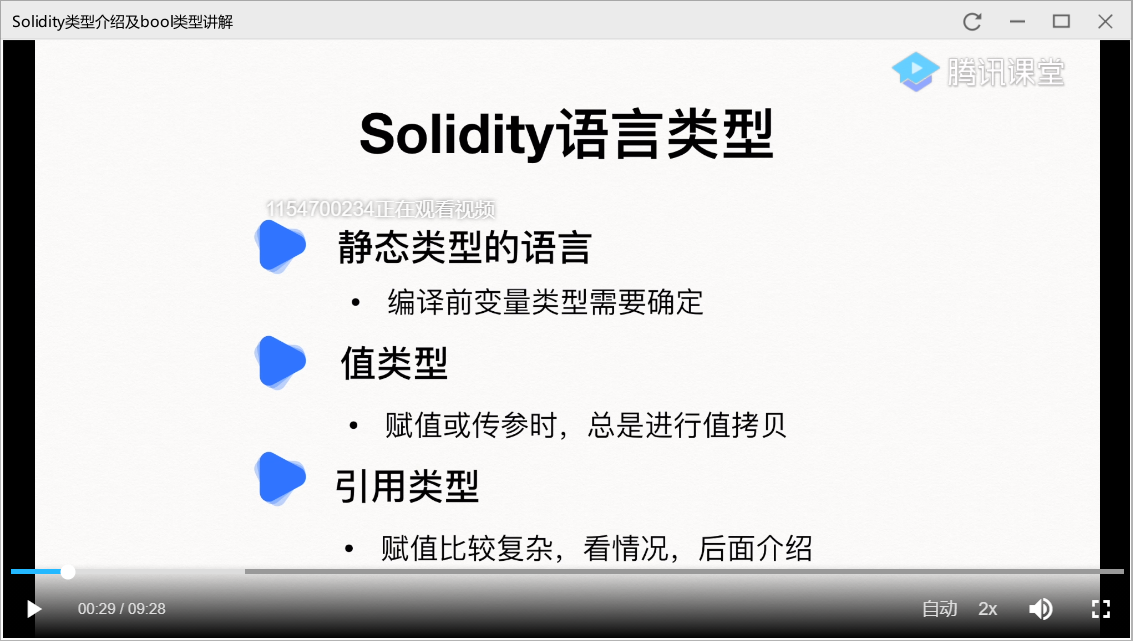 Solidity类型介绍及bool类型讲解
腾讯课堂
Solidity语言类型
1154700234正在观看视频
静态类型的语言
• 编译前变量类型需要确定
值类型
• 赋值或传参时，总是进行值拷贝
引用类型
• 赋值比较复杂，看情况，后面介绍
00:29 / 09:28
自动 2x